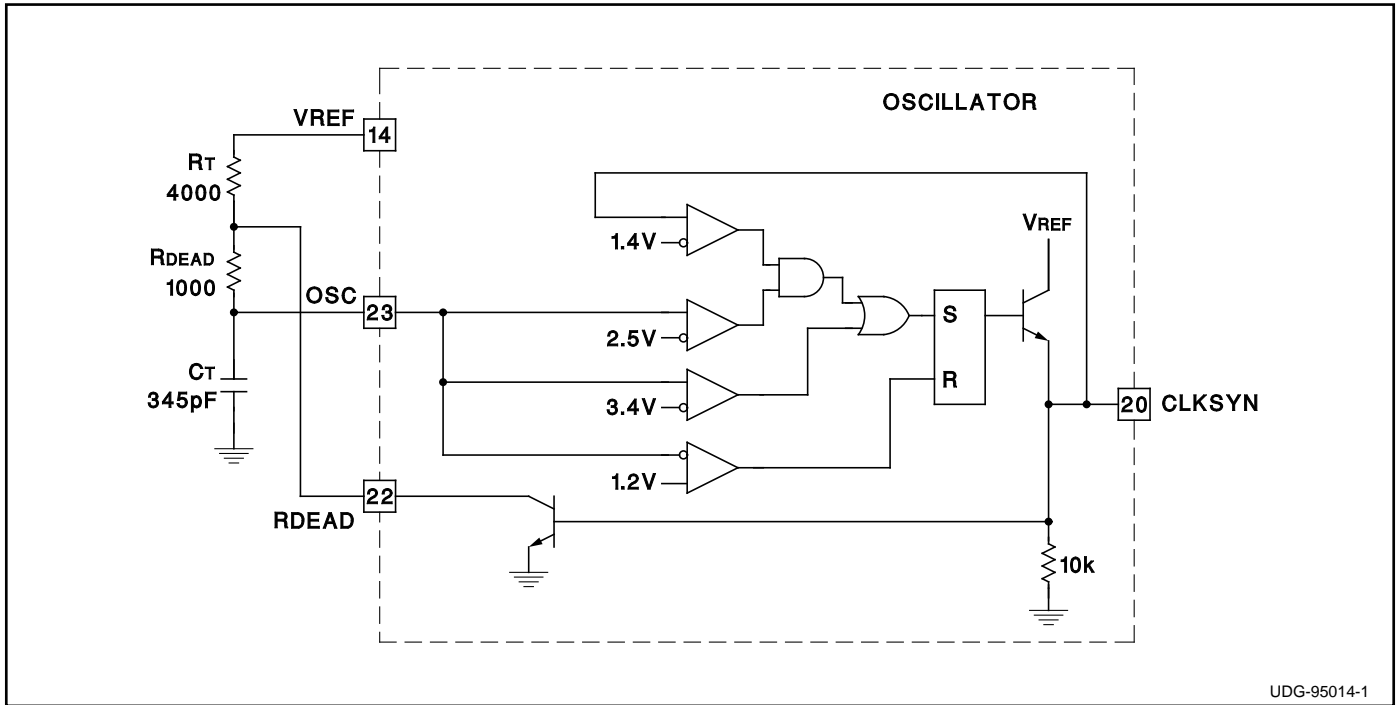 OSCILLATOR
VREF
14
RT
4000
VREF
1.4V
RDEAD
1000
OSC
23
S
2.5V
R
CT
345pF
3.4V
20 CLKSYN
1.2V
22
RDEAD
10k
UDG-95014-1